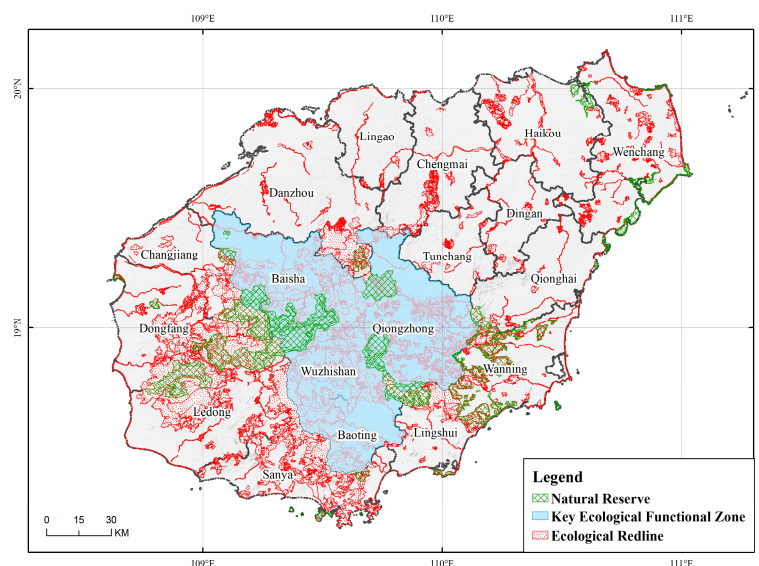 109°E 110°E 111°E
20°N
Lingao
Haikou
Wenchang
Chengmai
Danzhou
Dingan
Tunchang
Changjiang
Baisha
Qionghai
19°N
Dongfang
Qiongzhong
Wuzhishan
Wanning
Ledong
Baoting
Lingshui
Sanya
Legend
Natural Reserve
Key Ecological Functional Zone
Ecological Redline
0 15 30
KM
109°E 110°E 111°E